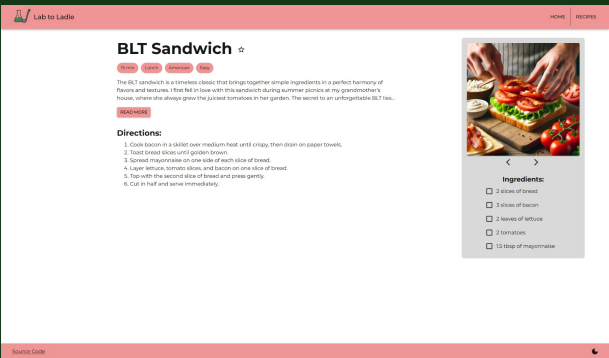 Lab to Ladle
HOME
RECIPES
BLT Sandwich
15 min
Lunch
American
Easy
The BLT sandwich is a timeless classic that brings together simple ingredients in a perfect harmony of
flavors and textures. I first fell in love with this sandwich during summer picnics at my grandmother's
house, where she always grew the juiciest tomatoes in her garden. The secret to an unforgettable BLT lies...
READ MORE
Directions:
1. Cook bacon in a skillet over medium heat until crispy, then drain on paper towels.
2. Toast bread slices until golden brown.
3. Spread mayonnaise on one side of each slice of bread.
4. Layer lettuce, tomato slices, and bacon on one slice of bread.
5. Top with the second slice of bread and press gently.
6. Cut in half and serve immediately.
Ingredients:
2 slices of bread
3 slices of bacon
2 leaves of lettuce
2 tomatoes
1.5 tbsp of mayonnaise
Source Code